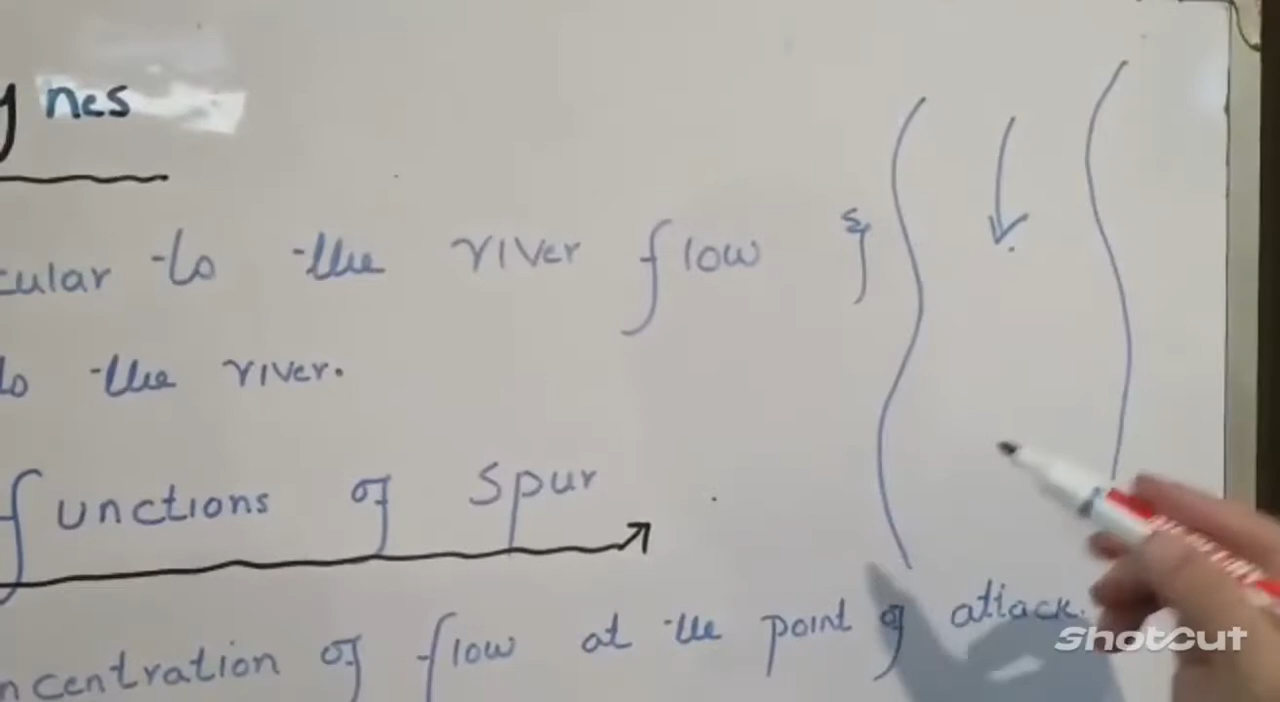 ynes
cular to the river flow &
to the river.
functions of Spur
ncentration of flow at the point of attack.
ShotCut